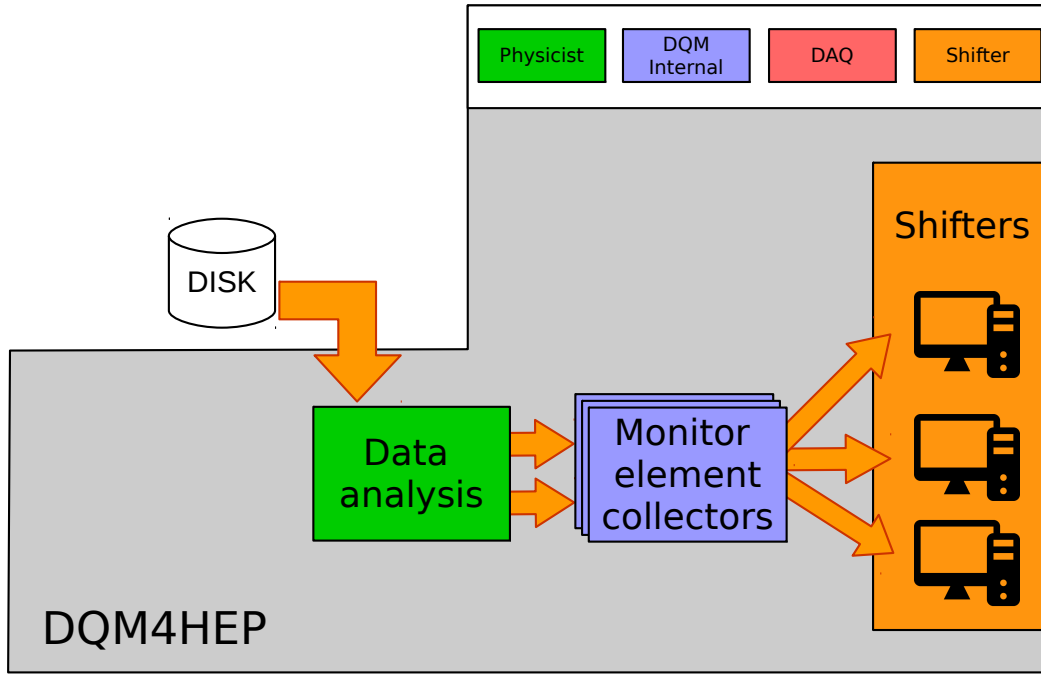 Physicist
DQM
Internal
DAQ
Shifter
Shifters
DISK
Data
analysis
Monitor
element
collectors
DQM4HEP